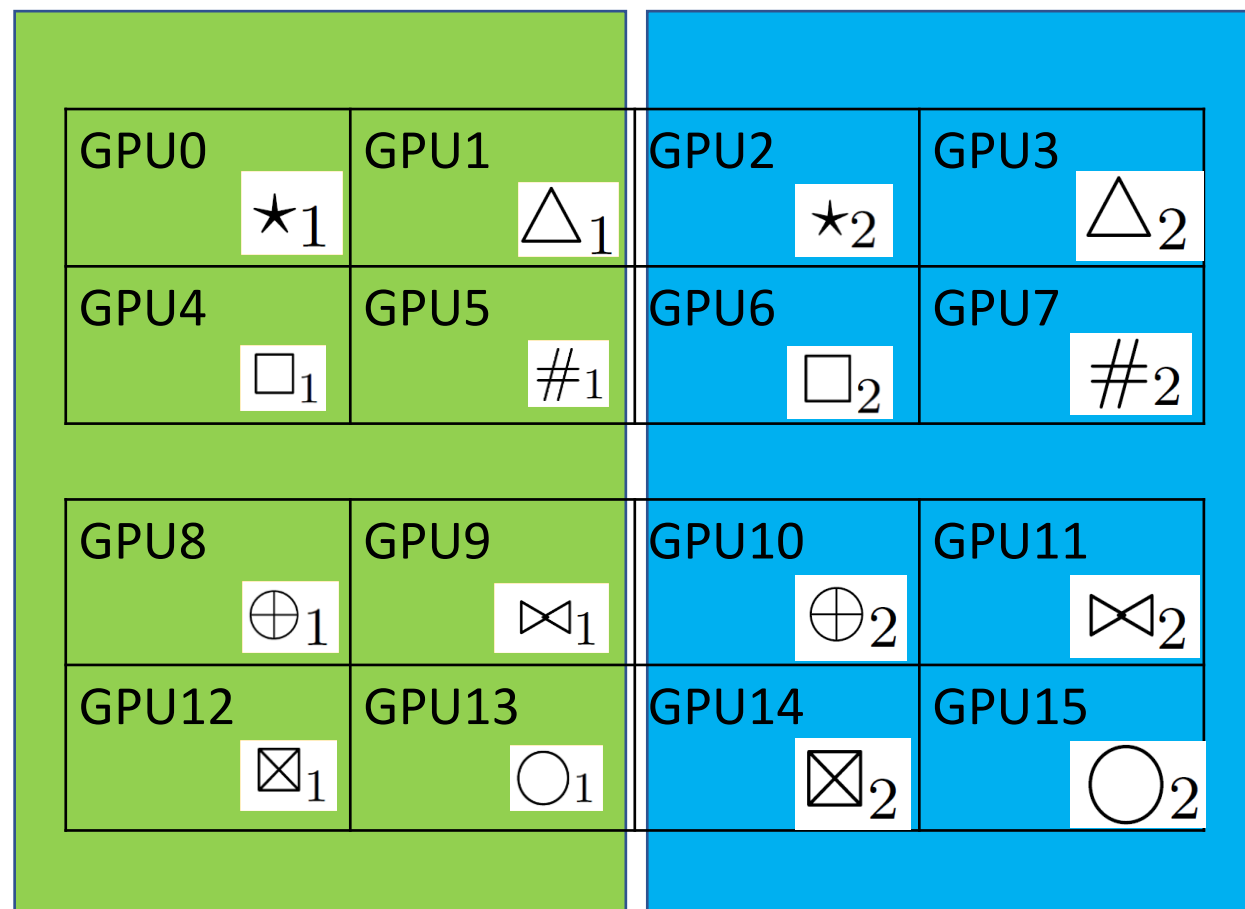 GPU0 GPU1 GPU2 GPU3
★1 △1 ★2 △2
GPU4 GPU5 GPU6 GPU7
□1 #1 □2 #2
GPU8 GPU9 GPU10 GPU11
⊕1 ⋈1 ⊕2 ⋈2
GPU12 GPU13 GPU14 GPU15
⊠1 ○1 ⊠2 ○2